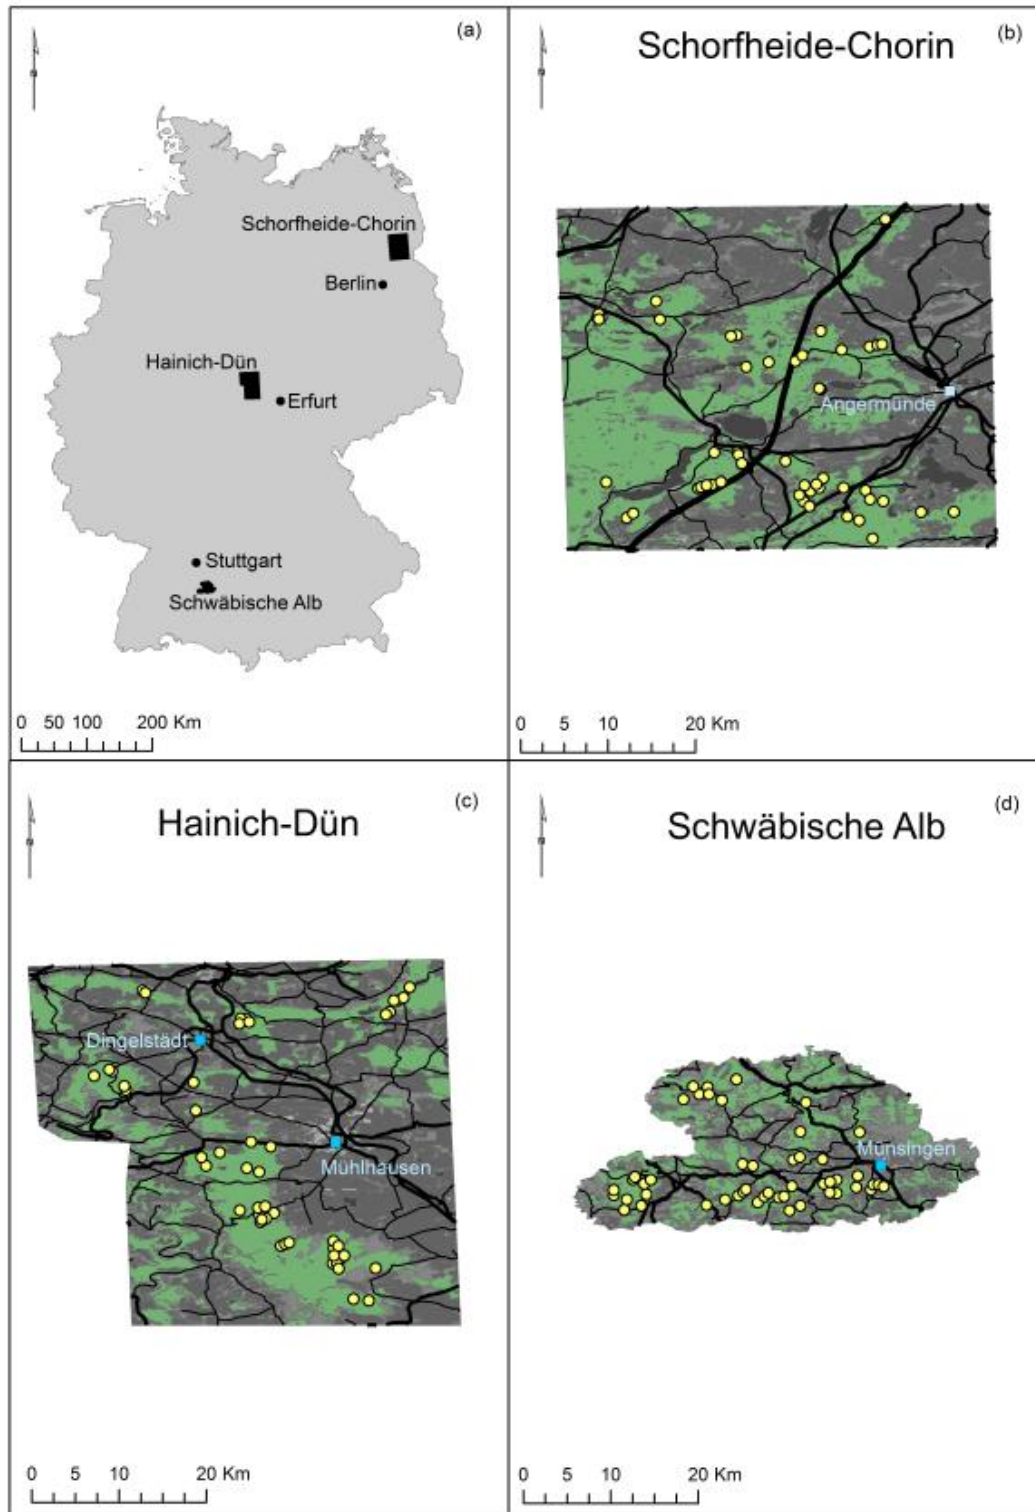 (a)
Schorfheide-Chorin
Berlin
Hainich-Dün
Erfurt
Stuttgart
Schwäbische Alb
0 50 100 200 Km
(b)
Schorfheide-Chorin
Angermünde
0 5 10 20 Km
(c)
Hainich-Dün
Dingelstädt
Mühlhausen
0 5 10 20 Km
(d)
Schwäbische Alb
Münsingen
0 5 10 20 Km